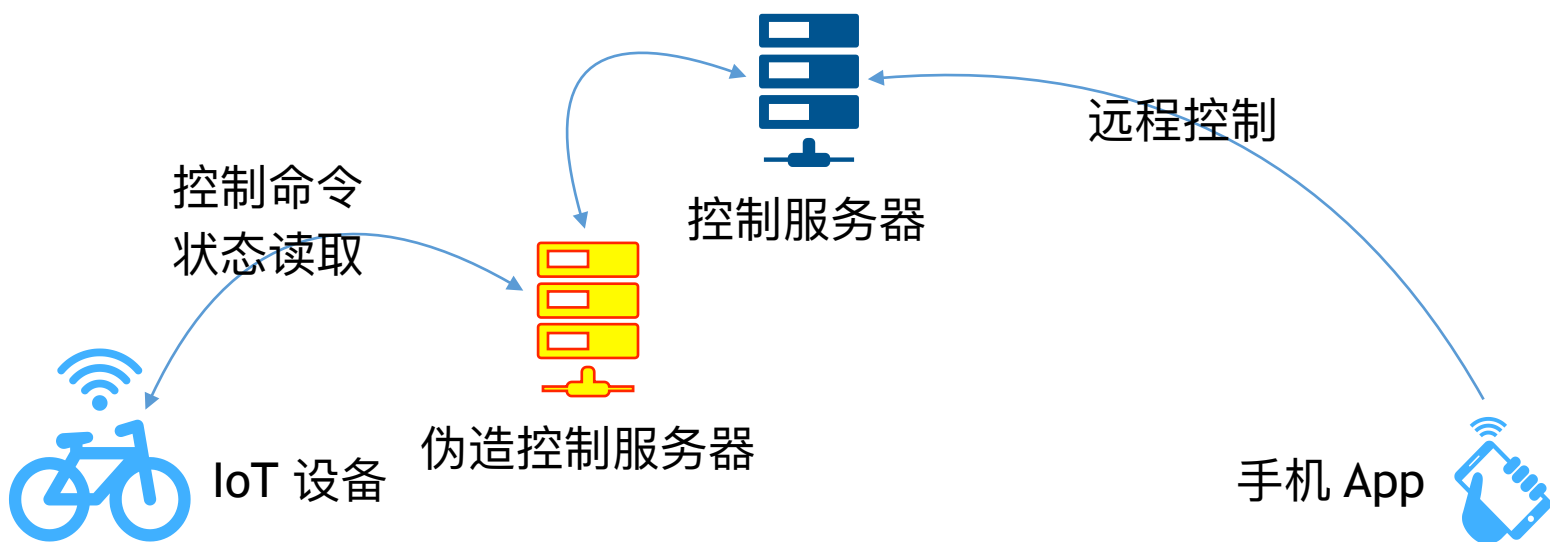 远程控制
控制命令
状态读取
控制服务器
伪造控制服务器
IoT 设备
手机 App